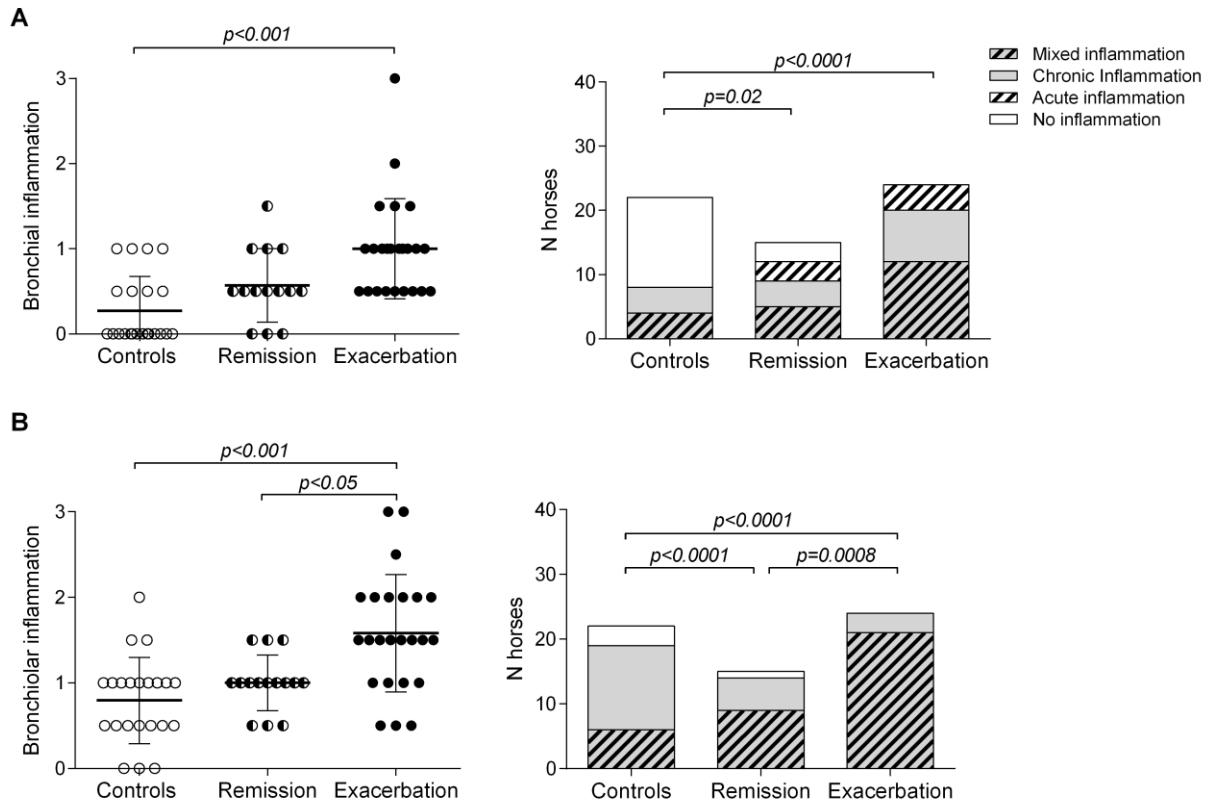 A
p<0.001
Bronchial inflammation
3
2
1
0
Controls
Remission
Exacerbation
p<0.0001
p=0.02
N horses
40
30
20
10
0
Controls
Remission
Exacerbation
Mixed inflammation
Chronic Inflammation
Acute inflammation
No inflammation
B
p<0.001
p<0.05
Bronchiolar inflammation
3
2
1
0
Controls
Remission
Exacerbation
p<0.0001
p<0.0001
p=0.0008
N horses
40
30
20
10
0
Controls
Remission
Exacerbation